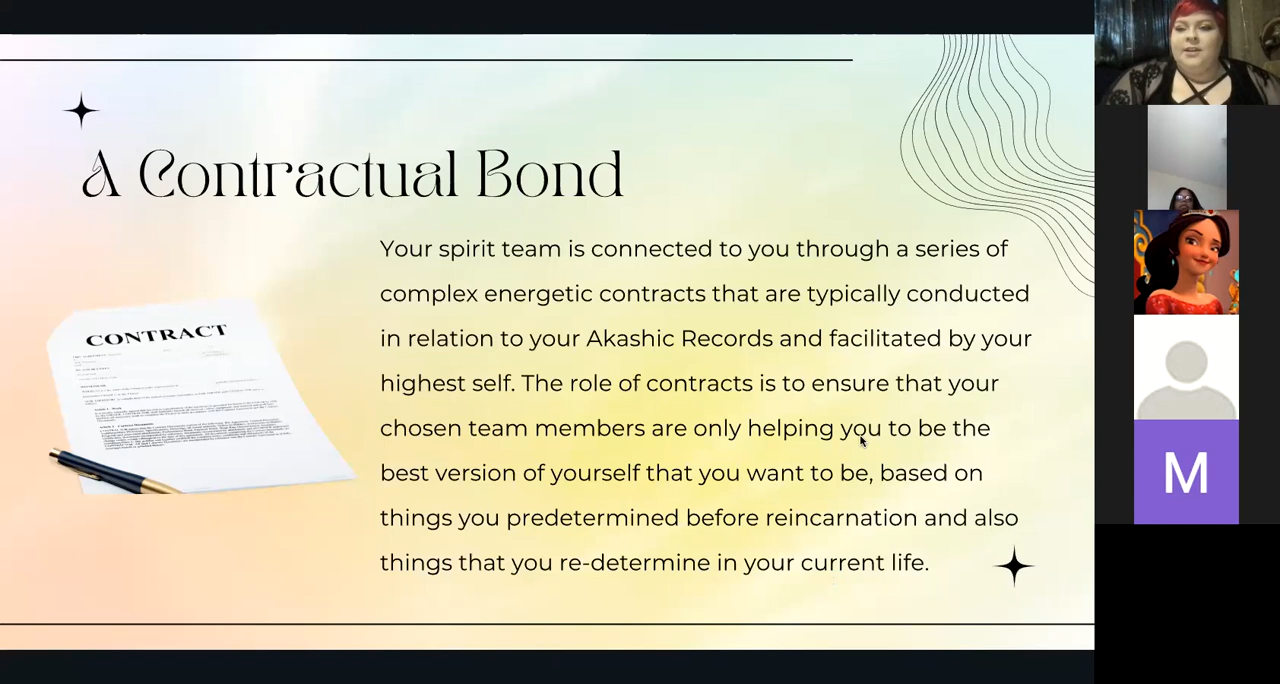 A Contractual Bond
Your spirit team is connected to you through a series of
complex energetic contracts that are typically conducted
in relation to your Akashic Records and facilitated by your
highest self. The role of contracts is to ensure that your
chosen team members are only helping you to be the
best version of yourself that you want to be, based on
things you predetermined before reincarnation and also
things that you re-determine in your current life.
CONTRACT
M